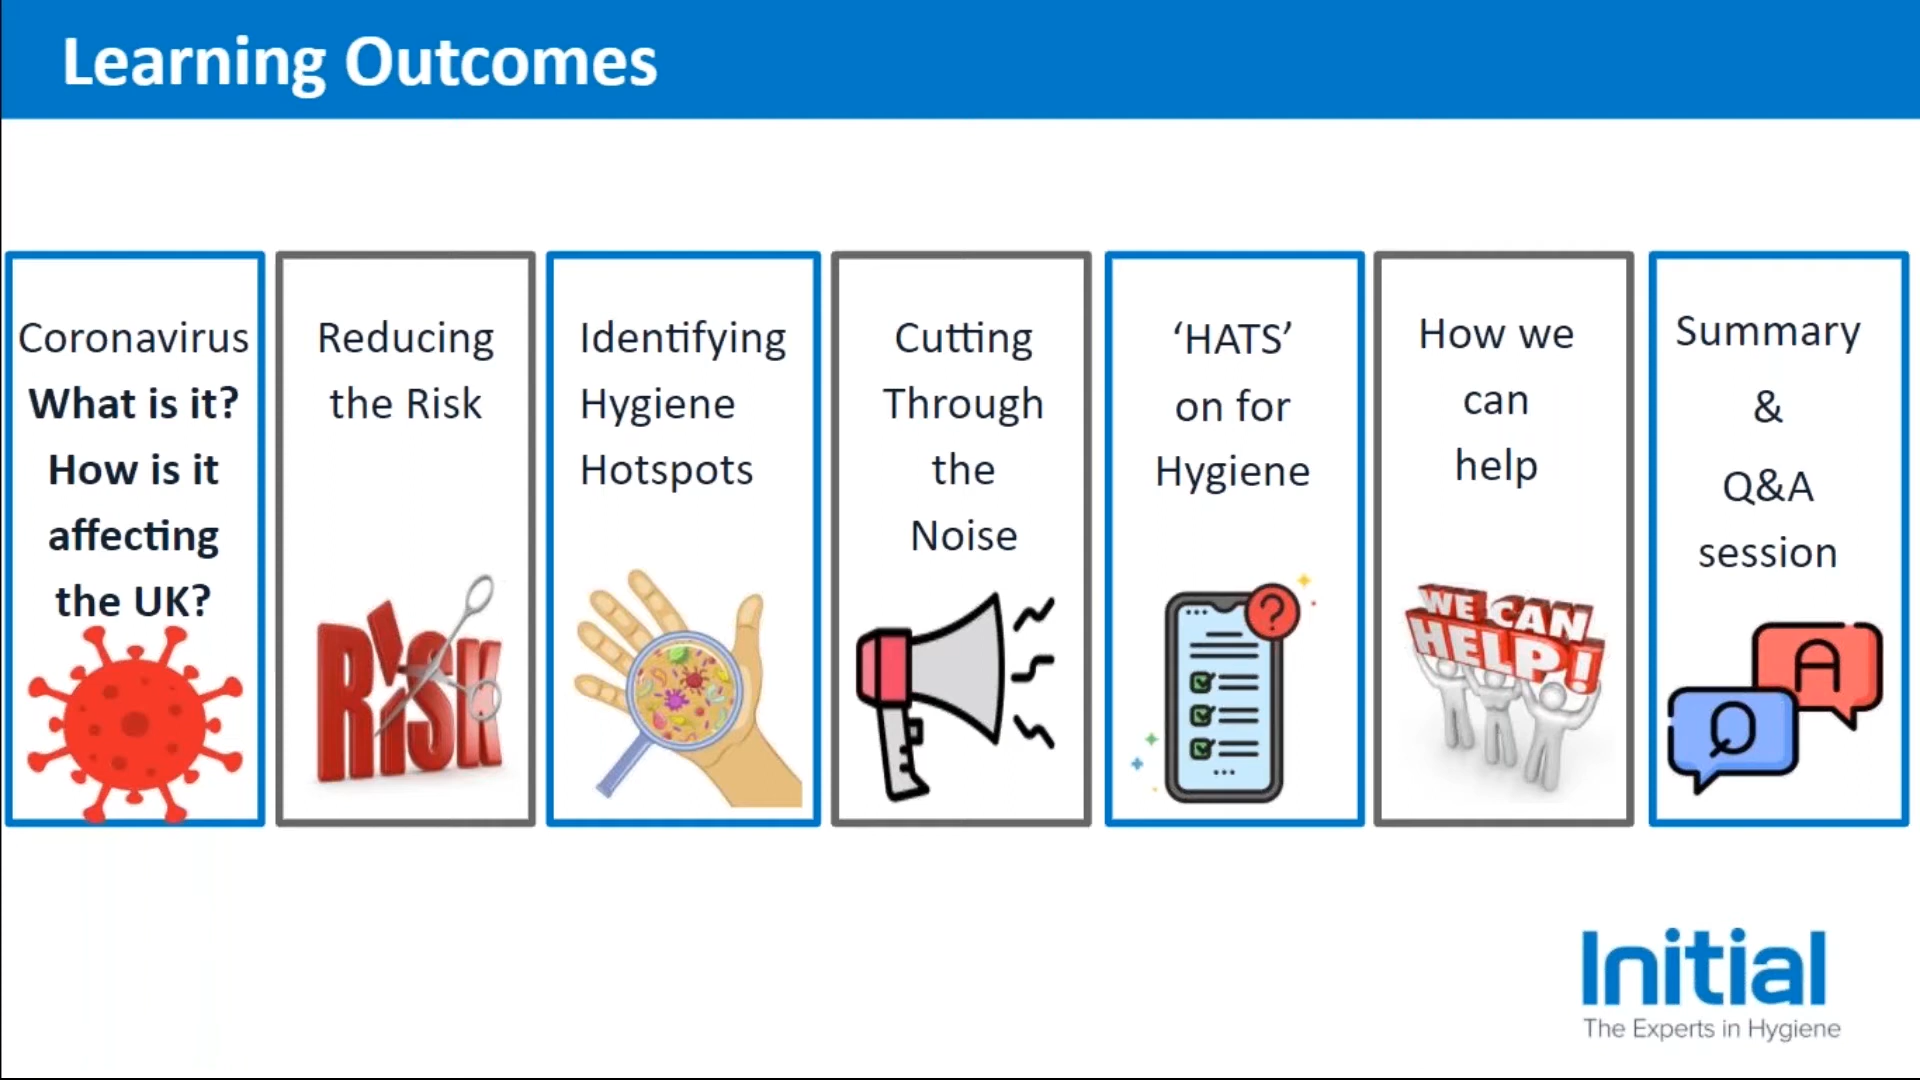 Learning Outcomes
Coronavirus
What is it?
How is it
affecting
the UK?
Reducing
the Risk
RISK
Identifying
Hygiene
Hotspots
Cutting
Through
the
Noise
‘HATS’
on for
Hygiene
?
How we
can
help
WE CAN
HELP!
Summary
&
Q&A
session
A
Q
Initial
The Experts in Hygiene